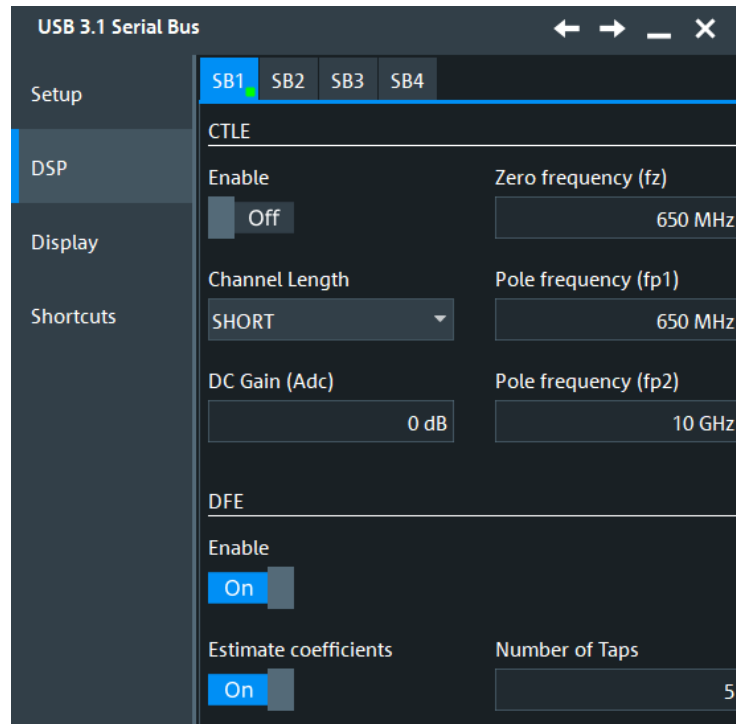 USB 3.1 Serial Bus
Setup
DSP
Display
Shortcuts
SB1 SB2 SB3 SB4
CTLE
Enable Zero frequency (fz)
Off 650 MHz
Channel Length Pole frequency (fp1)
SHORT 650 MHz
DC Gain (Adc) Pole frequency (fp2)
0 dB 10 GHz
DFE
Enable
On
Estimate coefficients Number of Taps
On 5